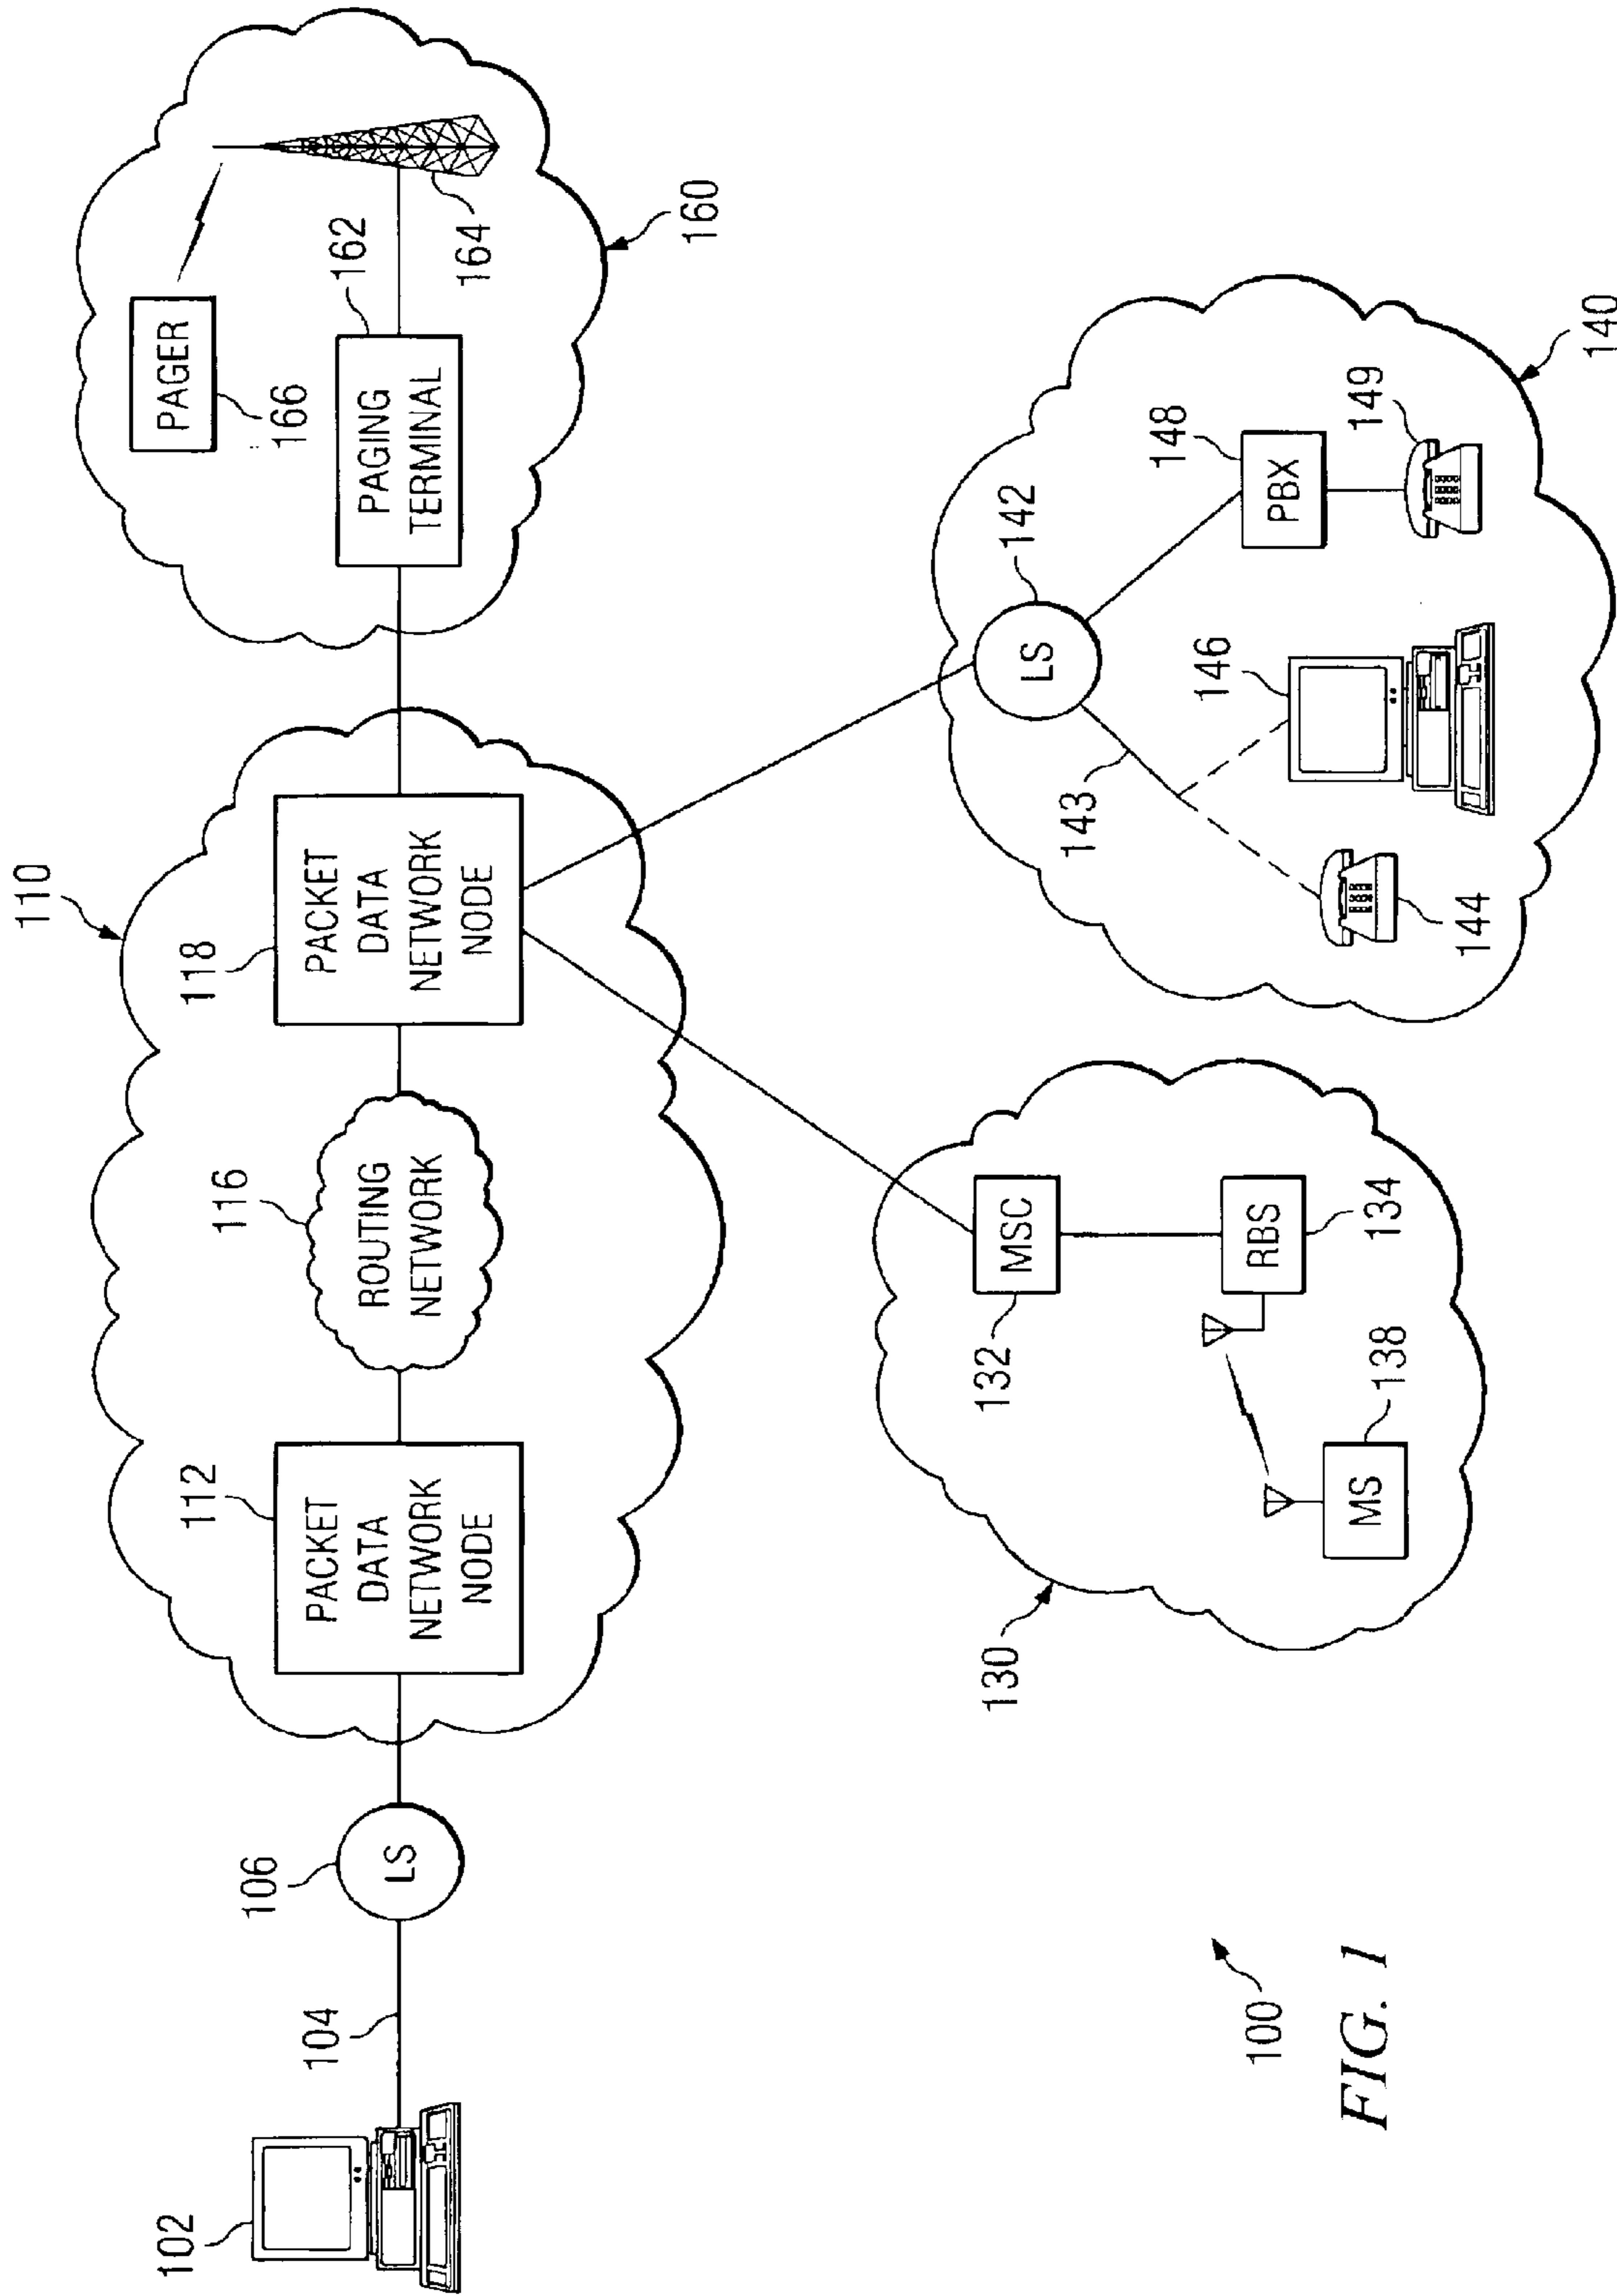 110
118
PACKET
DATA
NETWORK
NODE
116
ROUTING
NETWORK
112
PACKET
DATA
NETWORK
NODE
106
LS
104
102
PAGER
166
162
PAGING
TERMINAL
164
160
130
132
MSC
RBS
134
MS
138
LS
142
143
144
146
148
PBX
149
140
100
FIG. 1